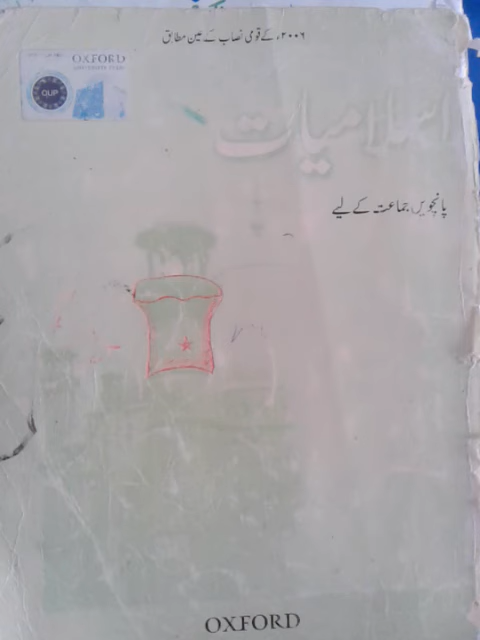 ۲۰۰۶ء کے قومی نصاب کے عین مطابق
OXFORD
UNIVERSITY PRESS
OUP
اسلامیات
پانچویں جماعت کے لیے
OXFORD